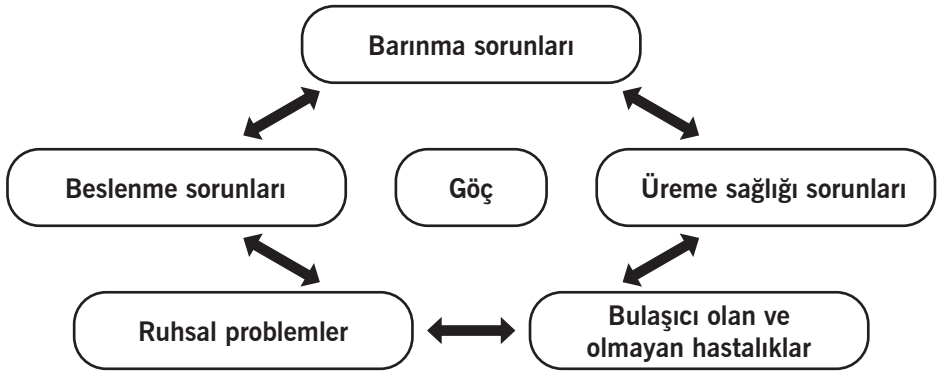 Barınma sorunları
Beslenme sorunları
Göç
Üreme sağlığı sorunları
Ruhsal problemler
Bulaşıcı olan ve
olmayan hastalıklar